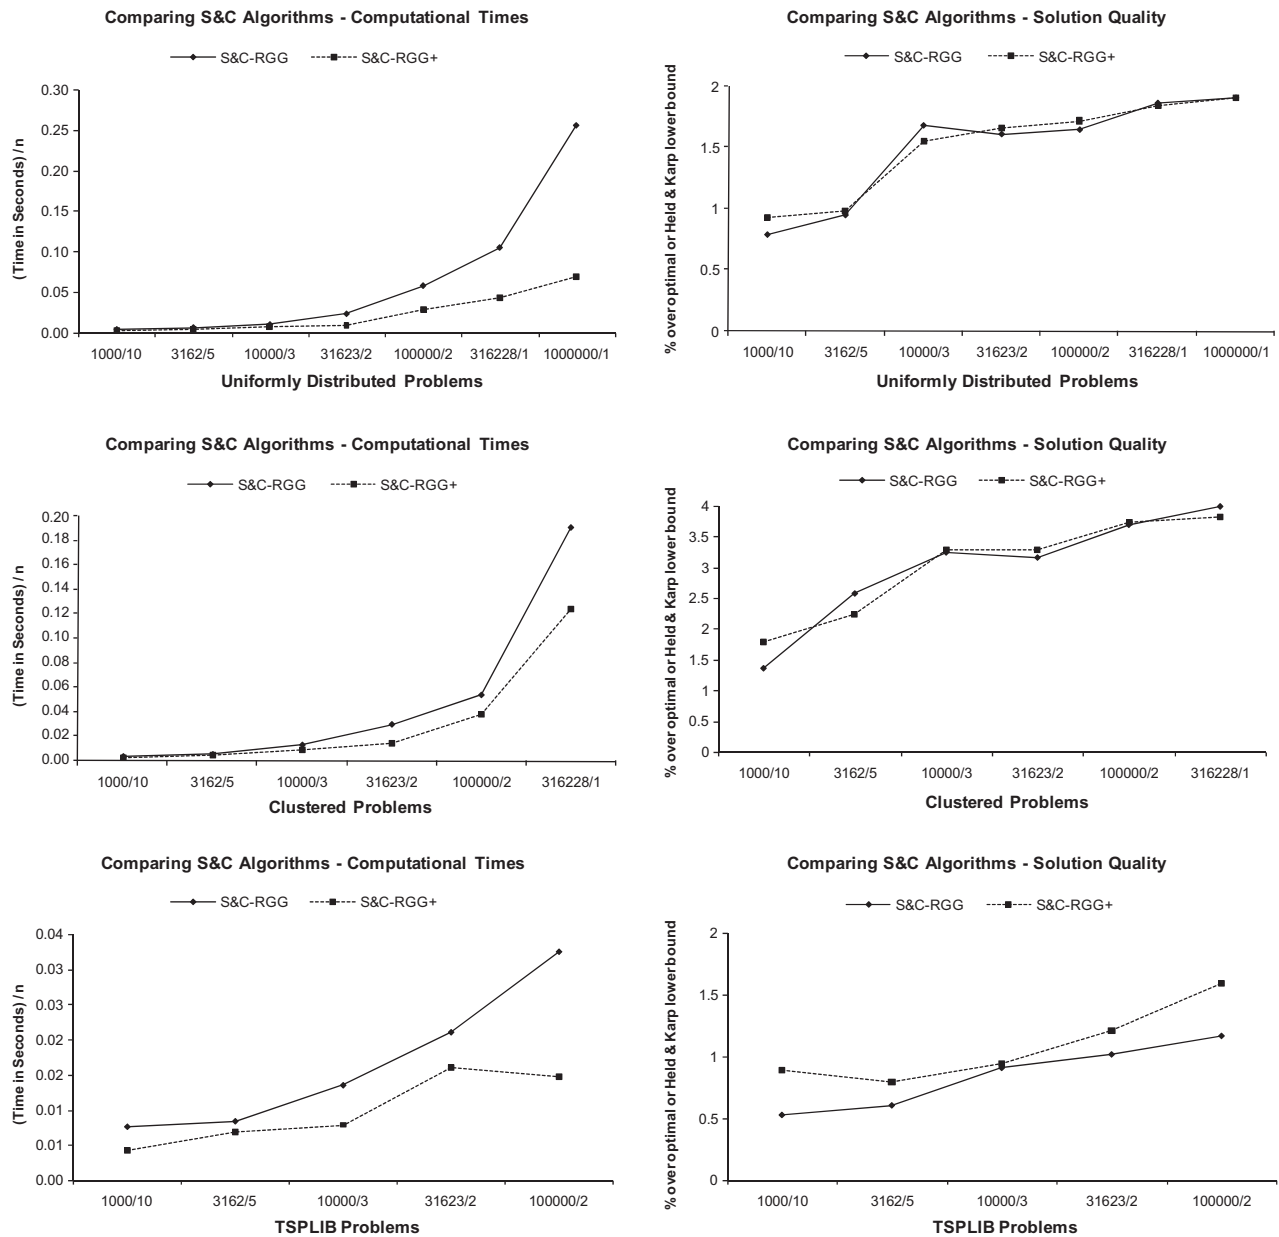 Comparing S&C Algorithms - Computational Times
S&C-RGG S&C-RGG+
(Time in Seconds) / n
0.30
0.25
0.20
0.15
0.10
0.05
0.00
1000/10 3162/5 10000/3 31623/2 100000/2 316228/1 1000000/1
Uniformly Distributed Problems
Comparing S&C Algorithms - Solution Quality
S&C-RGG S&C-RGG+
% over optimal or Held & Karp lowerbound
2
1.5
1
0.5
0
1000/10 3162/5 10000/3 31623/2 100000/2 316228/1 1000000/1
Uniformly Distributed Problems
Comparing S&C Algorithms - Computational Times
S&C-RGG S&C-RGG+
(Time in Seconds) / n
0.20
0.18
0.16
0.14
0.12
0.10
0.08
0.06
0.04
0.02
0.00
1000/10 3162/5 10000/3 31623/2 100000/2 316228/1
Clustered Problems
Comparing S&C Algorithms - Solution Quality
S&C-RGG S&C-RGG+
% over optimal or Held & Karp lowerbound
4
3.5
3
2.5
2
1.5
1
0.5
0
1000/10 3162/5 10000/3 31623/2 100000/2 316228/1
Clustered Problems
Comparing S&C Algorithms - Computational Times
S&C-RGG S&C-RGG+
(Time in Seconds) / n
0.04
0.03
0.03
0.02
0.02
0.01
0.01
0.00
1000/10 3162/5 10000/3 31623/2 100000/2
TSPLIB Problems
Comparing S&C Algorithms - Solution Quality
S&C-RGG S&C-RGG+
% over optimal or Held & Karp lowerbound
2
1.5
1
0.5
0
1000/10 3162/5 10000/3 31623/2 100000/2
TSPLIB Problems